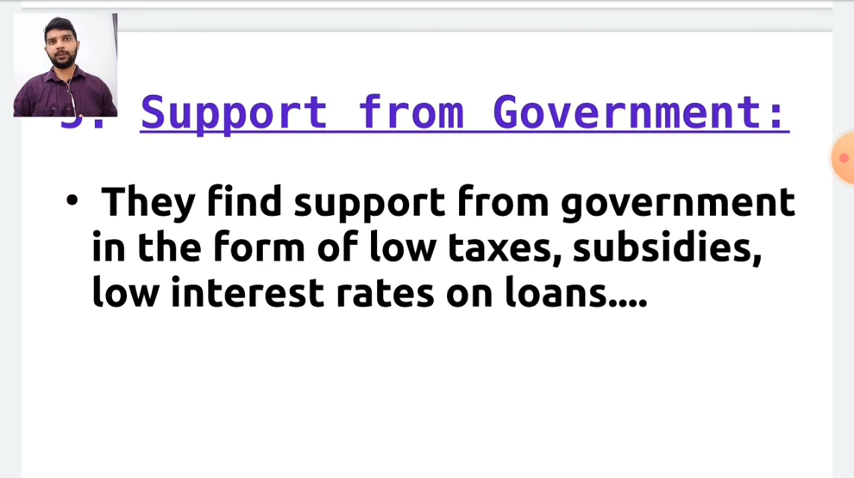 Support from Government:
• They find support from government
in the form of low taxes, subsidies,
low interest rates on loans....